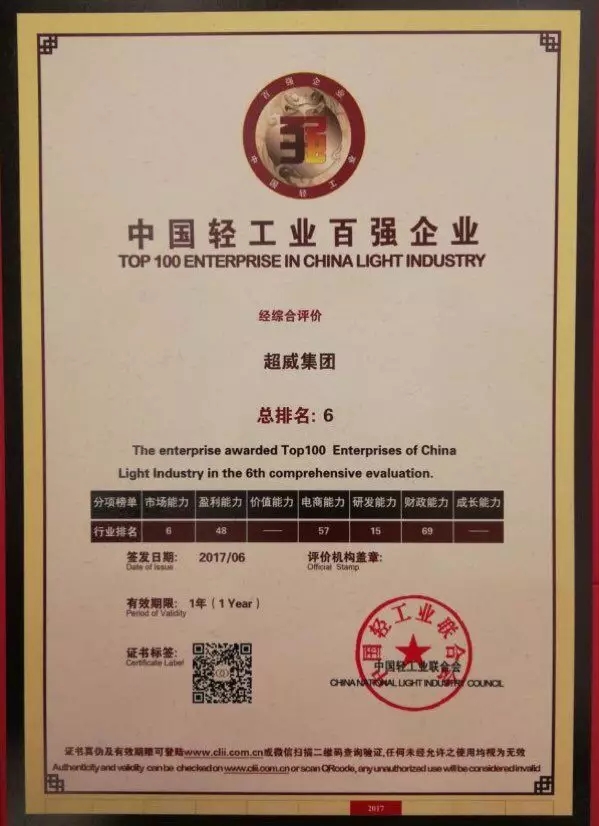 百强企业
强
中国轻工
中国轻工业百强企业
TOP 100 ENTERPRISE IN CHINA LIGHT INDUSTRY
经综合评价
超威集团
总排名: 6
The enterprise awarded Top100 Enterprises of China
Light Industry in the 6th comprehensive evaluation.
分项榜单 市场能力 盈利能力 价值能力 电商能力 研发能力 财政能力 成长能力
行业排名 6 48 —— 57 15 69 ——
签发日期: 2017/06 评价机构盖章:
Date of Issue Official Stamp
有效期限: 1年 ( 1 Year )
Period of Validity
证书标签:
Certificate Label
中国轻工业联合会
中国轻工业联合会
CHINA NATIONAL LIGHT INDUSTRY COUNCIL
证书真伪及有效期限可登陆www.clii.com.cn或微信扫描二维码查询验证,任何未经允许之使用均视为无效
Authenticity and validity can be checked on www.clii.com.cn or scan QRcode, any unauthorized use will be considered invalid
2017